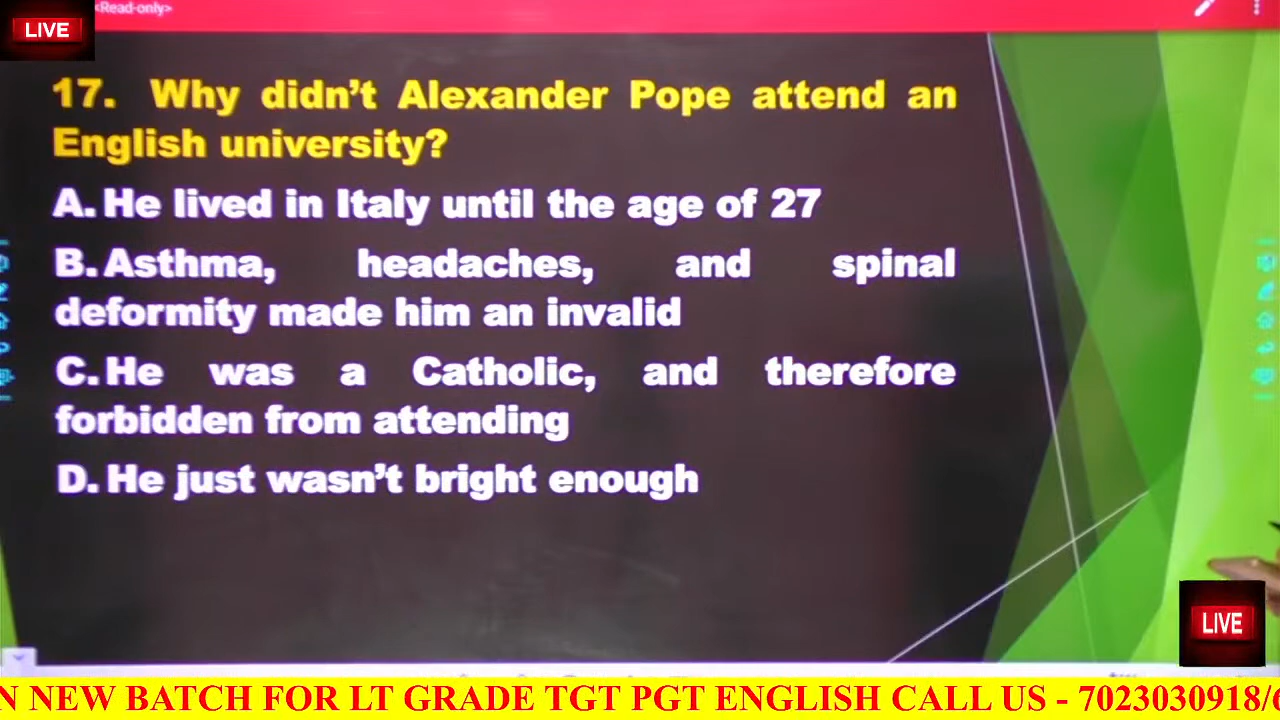 <Read-only>
LIVE
17. Why didn't Alexander Pope attend an
English university?
A. He lived in Italy until the age of 27
B. Asthma, headaches, and spinal
deformity made him an invalid
C. He was a Catholic, and therefore
forbidden from attending
D. He just wasn't bright enough
LIVE
NEW BATCH FOR LT GRADE TGT PGT ENGLISH CALL US - 7023030918/